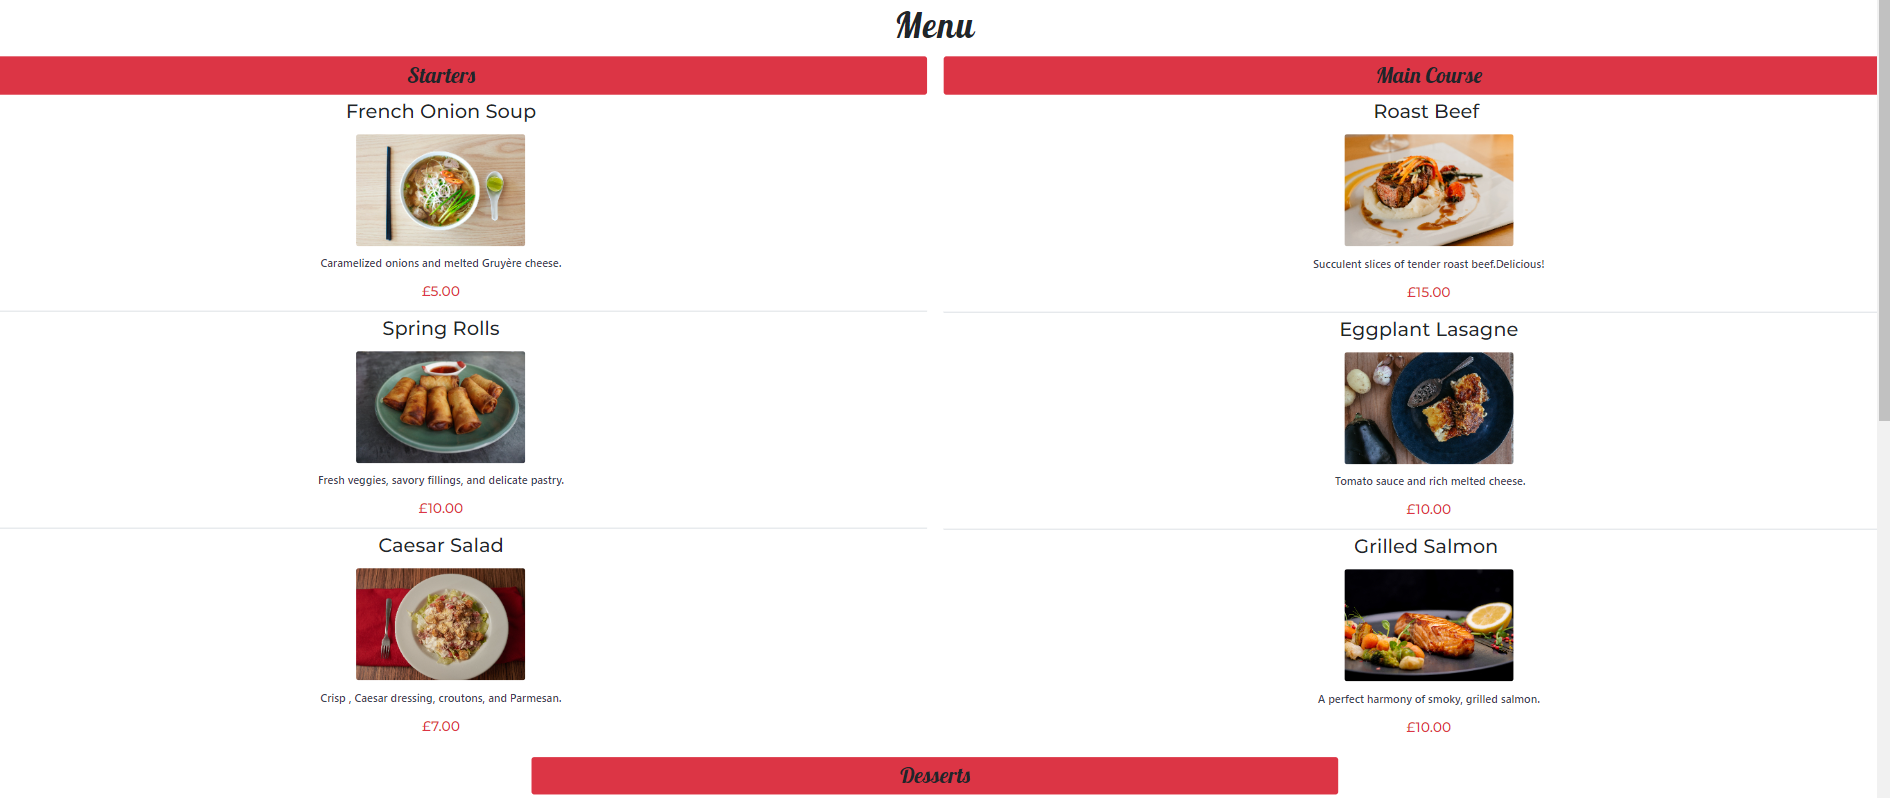 Menu
Starters
French Onion Soup
Caramelized onions and melted Gruyère cheese.
£5.00
Spring Rolls
Fresh veggies, savory fillings, and delicate pastry.
£10.00
Caesar Salad
Crisp , Caesar dressing, croutons, and Parmesan.
£7.00
Main Course
Roast Beef
Succulent slices of tender roast beef.Delicious!
£15.00
Eggplant Lasagne
Tomato sauce and rich melted cheese.
£10.00
Grilled Salmon
A perfect harmony of smoky, grilled salmon.
£10.00
Desserts